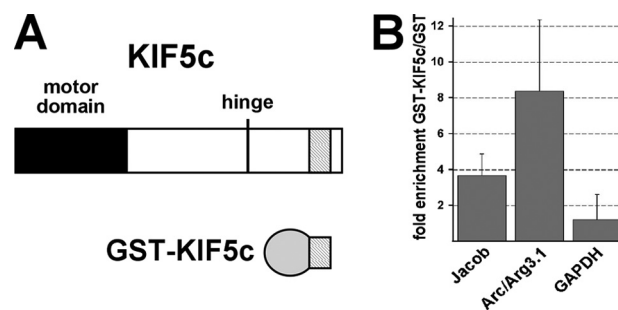 A
KIF5c
motor
domain
hinge
GST-KIF5c
B
fold enrichment GST-KIF5c/GST
12
10
8
6
4
2
Jacob
Arc/Arg3.1
GAPDH